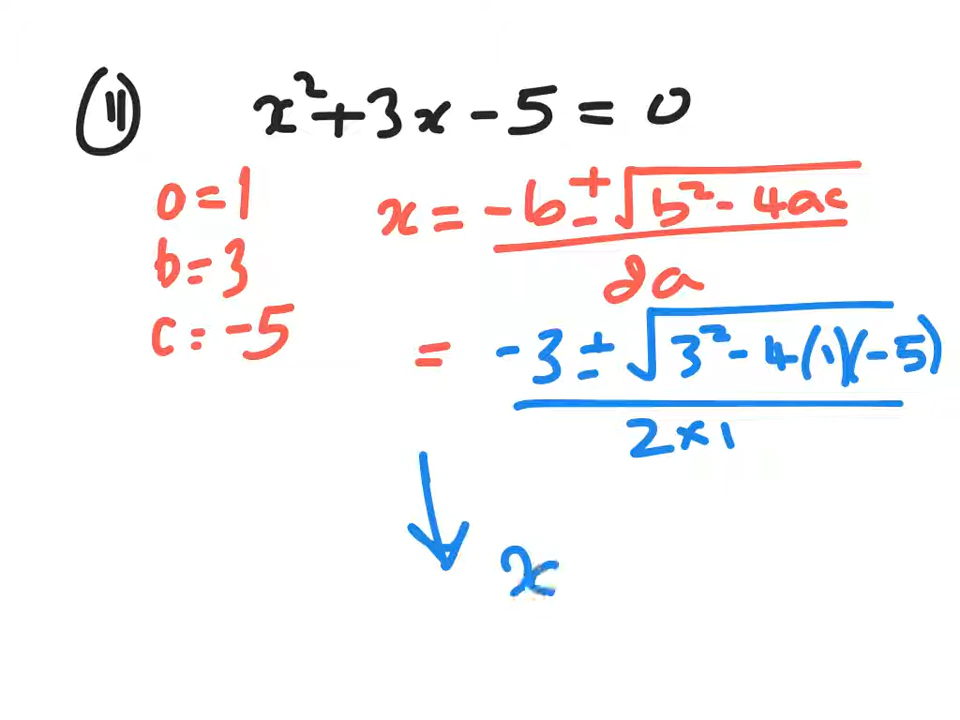 (11) x² + 3x - 5 = 0
a = 1
b = 3
c = -5
x = (-b ± √(b² - 4ac)) / 2a
= (-3 ± √(3² - 4(1)(-5))) / (2 × 1)
↓ x